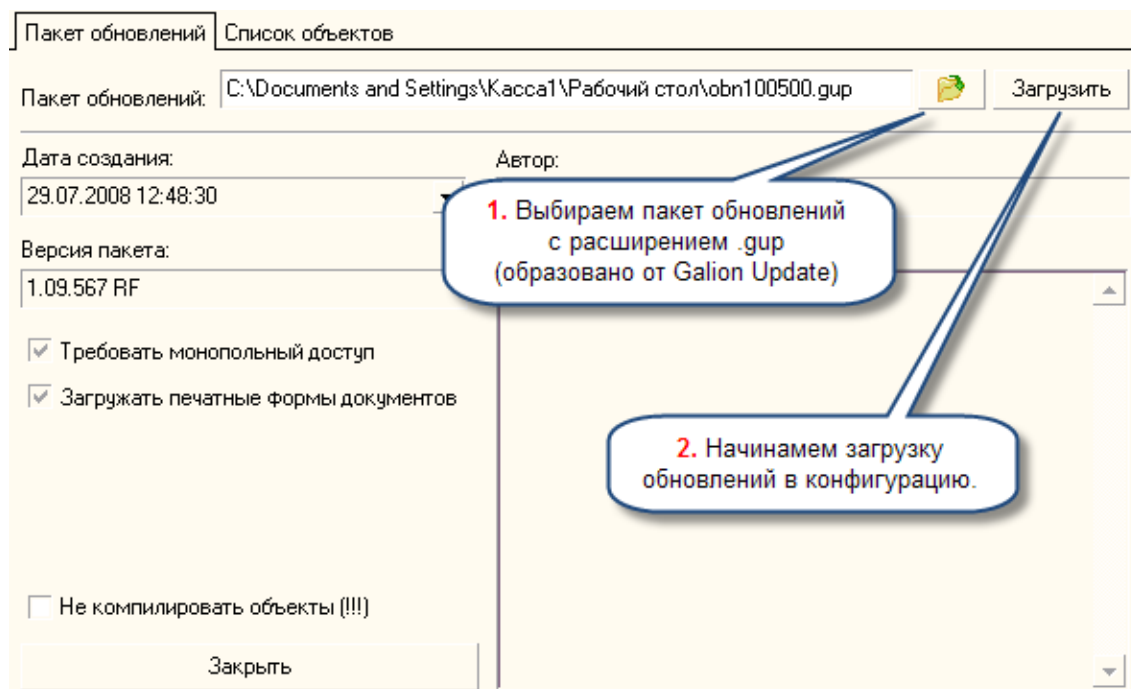 Пакет обновлений Список объектов
Пакет обновлений: C:\Documents and Settings\Касса1\Рабочий стол\obn100500.gup Загрузить
Дата создания: Автор:
29.07.2008 12:48:30
1. Выбираем пакет обновлений
с расширением .gup
(образовано от Galion Update)
Версия пакета:
1.09.567 RF
Требовать монопольный доступ
Загружать печатные формы документов
2. Начинамем загрузку
обновлений в конфигурацию.
Не компилировать объекты (!!!)
Закрыть